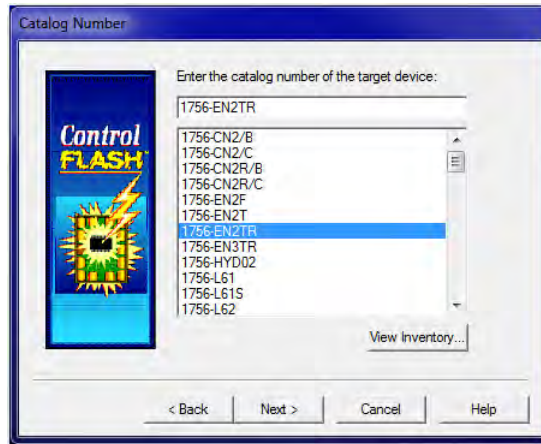 Catalog Number
Enter the catalog number of the target device:
1756-EN2TR
Control
FLASH
1756-CN2/B
1756-CN2/C
1756-CN2R/B
1756-CN2R/C
1756-EN2F
1756-EN2T
1756-EN2TR
1756-EN3TR
1756-HYD02
1756-L61
1756-L61S
1756-L62
View Inventory...
< Back
Next >
Cancel
Help